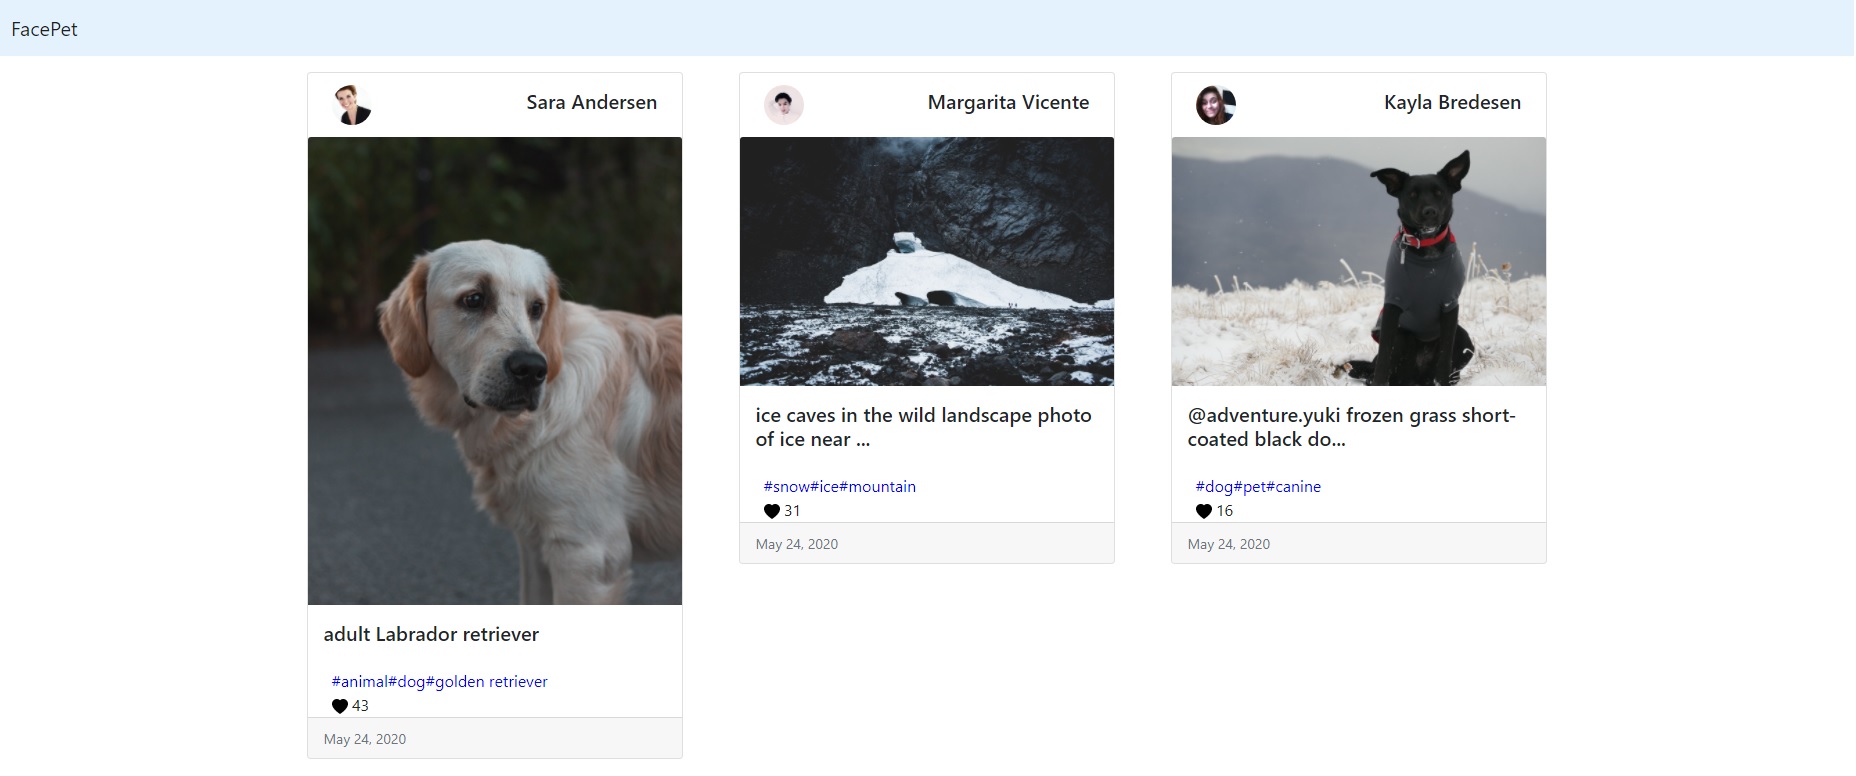 FacePet
Sara Andersen
adult Labrador retriever
#animal#dog#golden retriever
43
May 24, 2020
Margarita Vicente
ice caves in the wild landscape photo
of ice near ...
#snow#ice#mountain
31
May 24, 2020
Kayla Bredesen
@adventure.yuki frozen grass short-
coated black do...
#dog#pet#canine
16
May 24, 2020